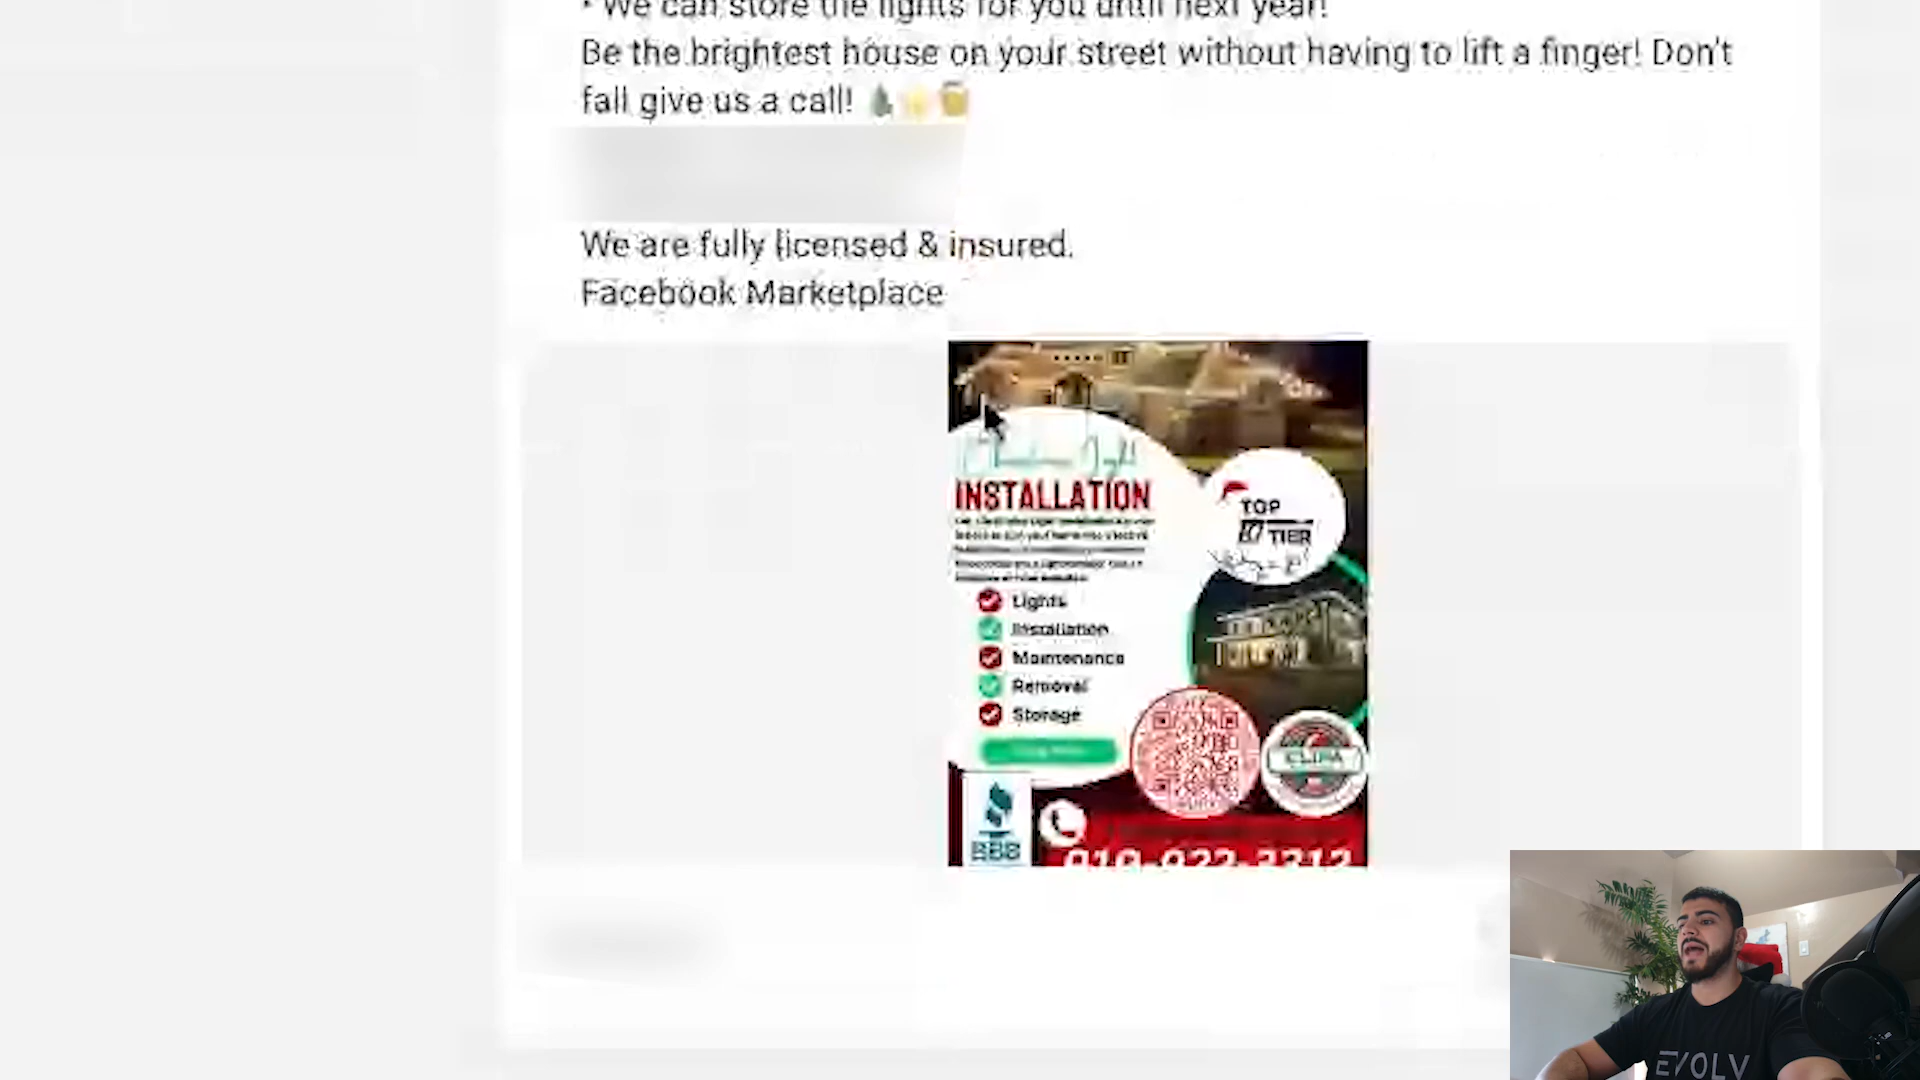 • We can store the lights for you until next year!
Be the brightest house on your street without having to lift a finger! Don't
fall give us a call!
We are fully licensed & insured.
Facebook Marketplace
INSTALLATION
TOP
TIER
Lights
Installation
Maintenance
Removal
Storage
BBB
EVOLV